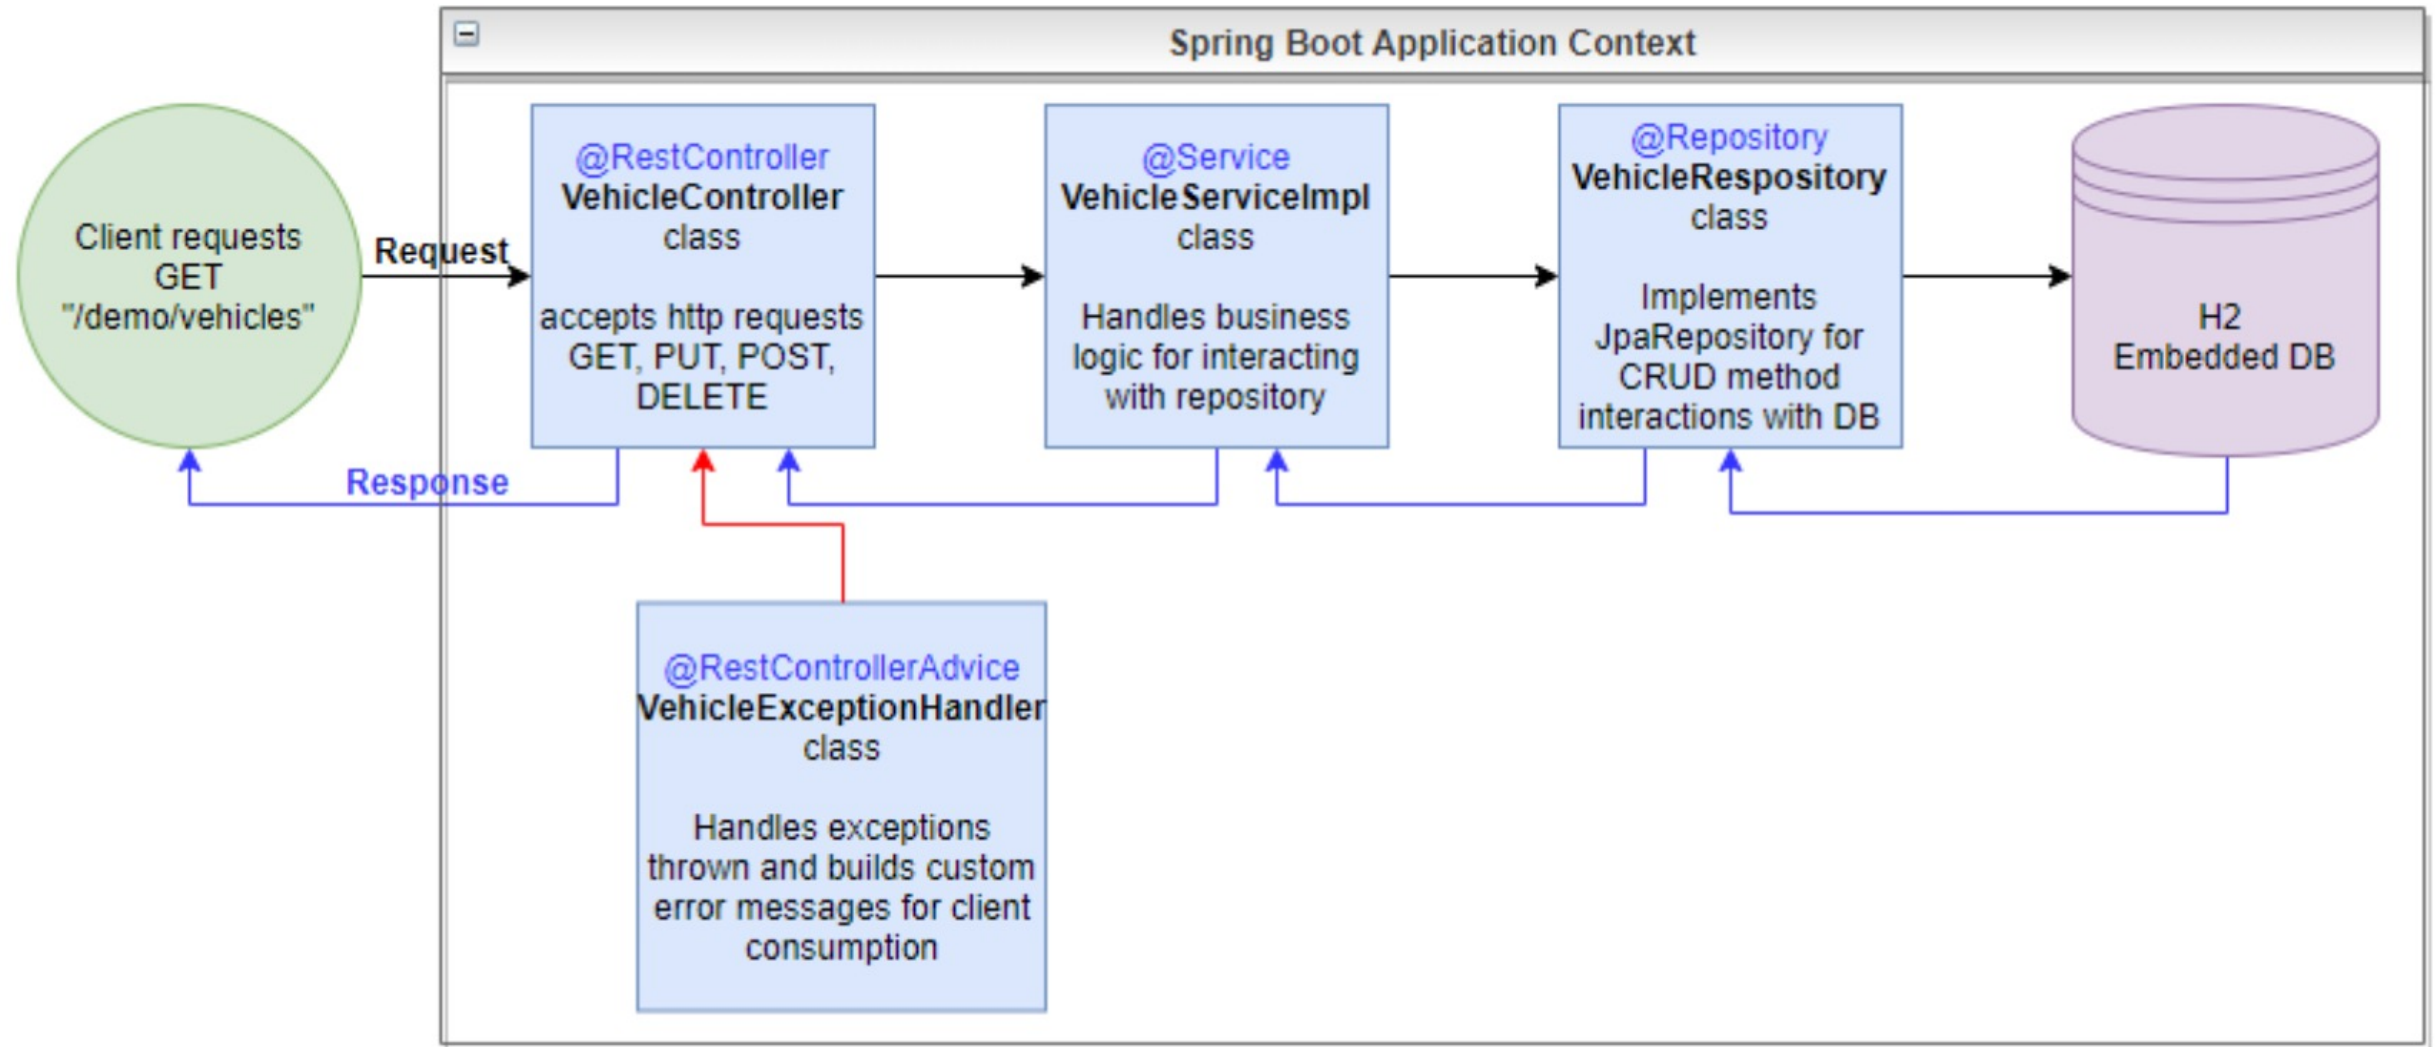 Spring Boot Application Context
Client requests
GET
"/demo/vehicles"
Request
@RestController
VehicleController
class
accepts http requests
GET, PUT, POST,
DELETE
@Service
VehicleServiceImpl
class
Handles business
logic for interacting
with repository
@Repository
VehicleRespository
class
Implements
JpaRepository for
CRUD method
interactions with DB
H2
Embedded DB
Response
@RestControllerAdvice
VehicleExceptionHandler
class
Handles exceptions
thrown and builds custom
error messages for client
consumption